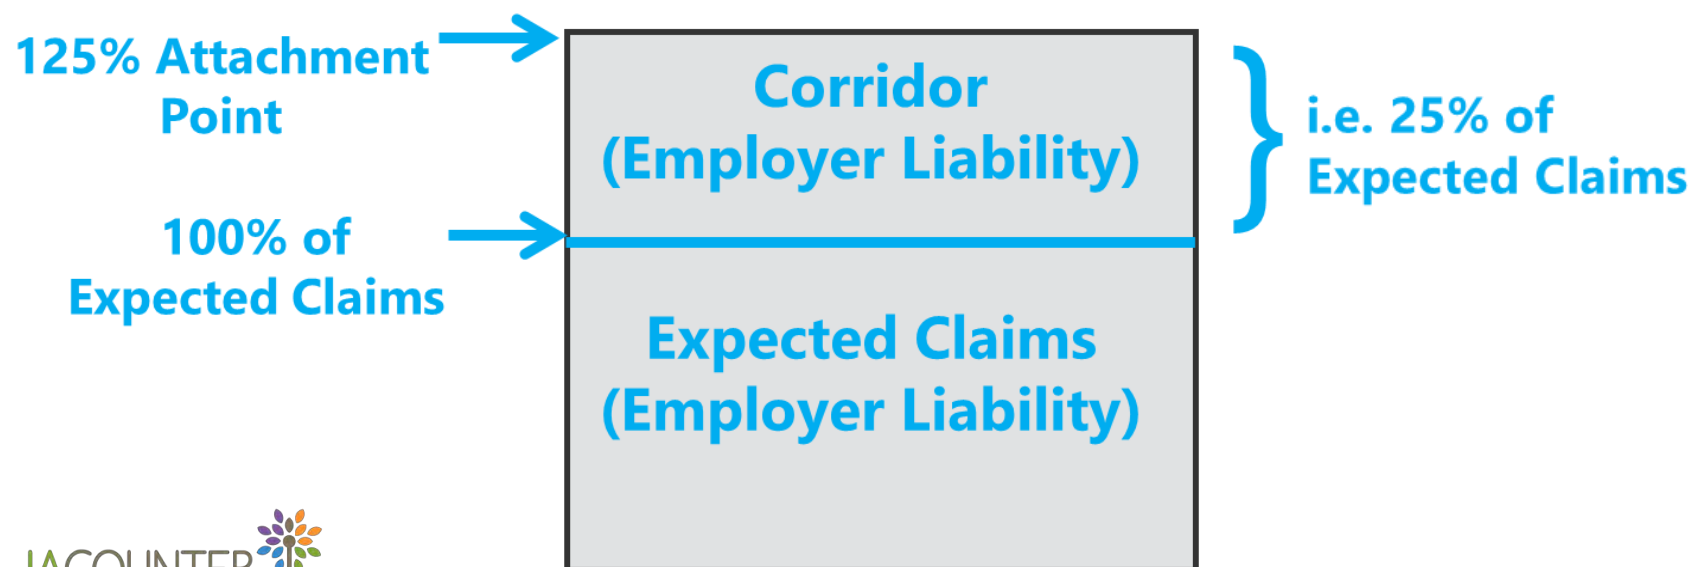 125% Attachment
Point
Corridor
(Employer Liability)
i.e. 25% of
Expected Claims
100% of
Expected Claims
Expected Claims
(Employer Liability)